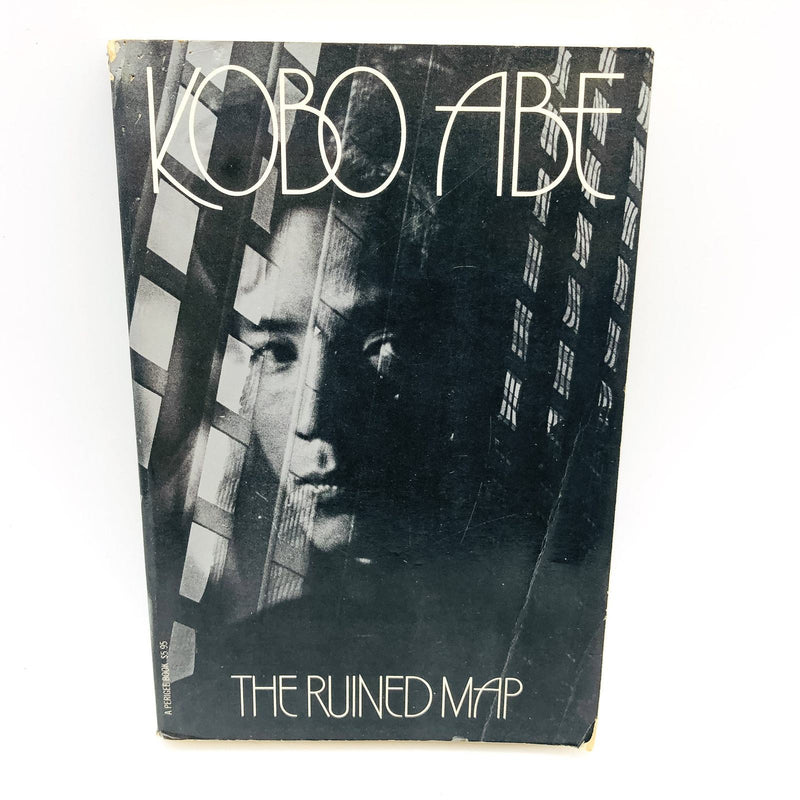 KOBO ABE
THE RUINED MAP
A PERIGEE BOOK $5.95